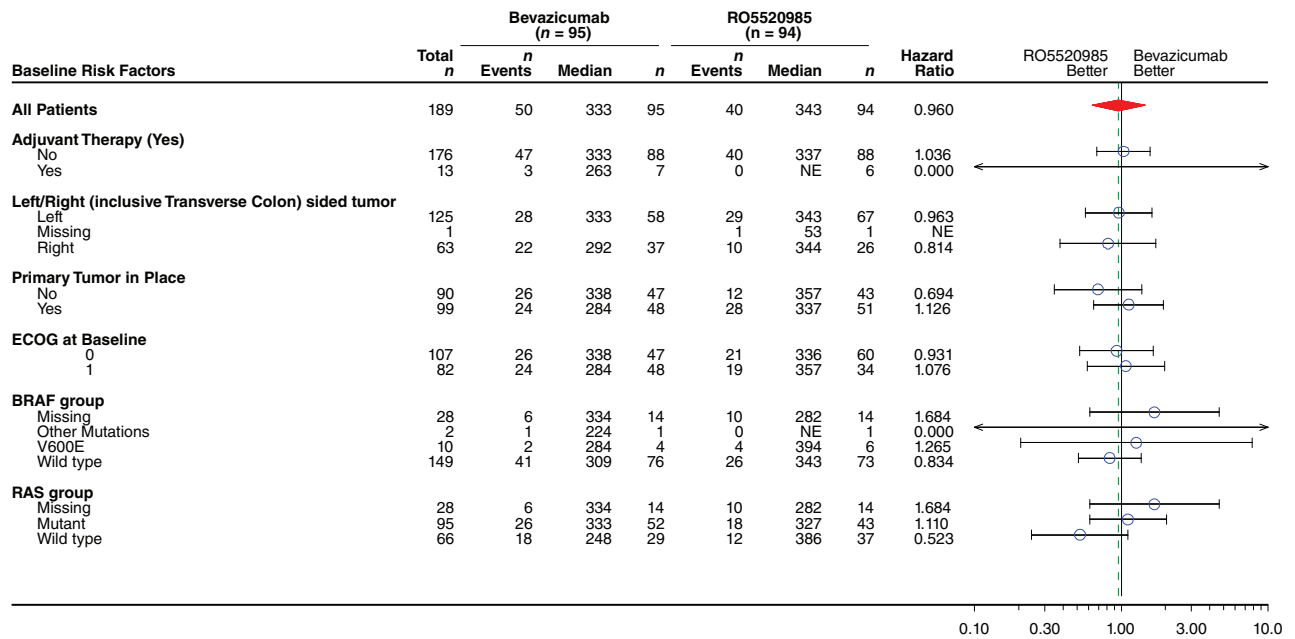 Bevazicumab RO5520985
(n = 95) (n = 94)
Total n n Hazard RO5520985 Bevazicumab
Baseline Risk Factors n Events Median n Events Median n Ratio Better Better
All Patients 189 50 333 95 40 343 94 0.960
Adjuvant Therapy (Yes)
No 176 47 333 88 40 337 88 1.036
Yes 13 3 263 7 0 NE 6 0.000
Left/Right (inclusive Transverse Colon) sided tumor
Left 125 28 333 58 29 343 67 0.963
Missing 1 1 53 1 NE
Right 63 22 292 37 10 344 26 0.814
Primary Tumor in Place
No 90 26 338 47 12 357 43 0.694
Yes 99 24 284 48 28 337 51 1.126
ECOG at Baseline
0 107 26 338 47 21 336 60 0.931
1 82 24 284 48 19 357 34 1.076
BRAF group
Missing 28 6 334 14 10 282 14 1.684
Other Mutations 2 1 224 1 0 NE 1 0.000
V600E 10 2 284 4 4 394 6 1.265
Wild type 149 41 309 76 26 343 73 0.834
RAS group
Missing 28 6 334 14 10 282 14 1.684
Mutant 95 26 333 52 18 327 43 1.110
Wild type 66 18 248 29 12 386 37 0.523
0.10 0.30 1.00 3.00 10.0